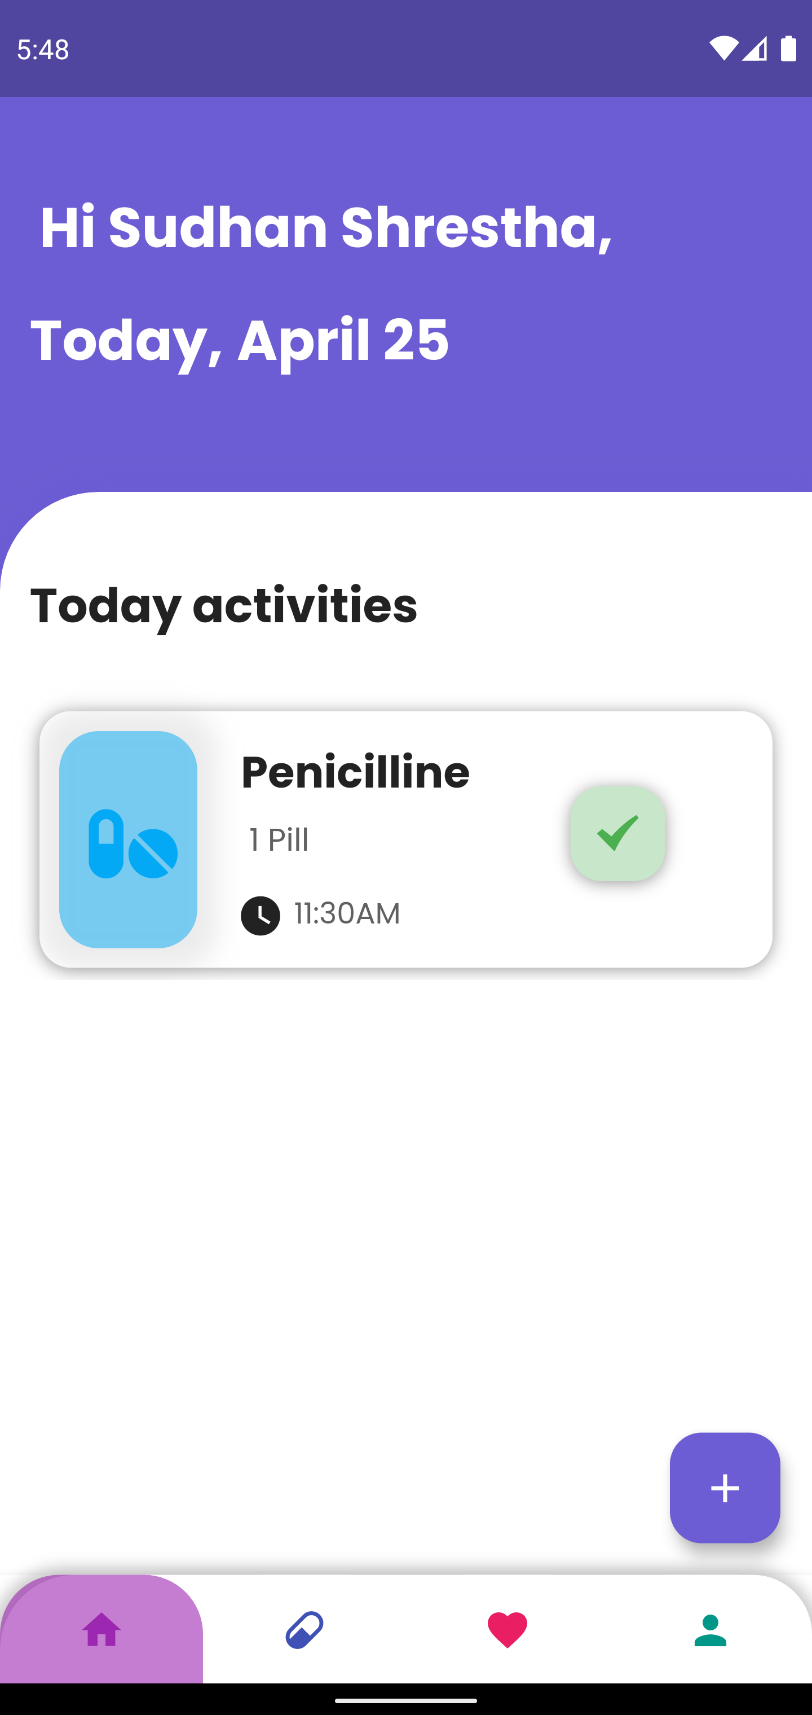 5:48
Hi Sudhan Shrestha,
Today, April 25
Today activities
Penicilline
1 Pill
11:30AM